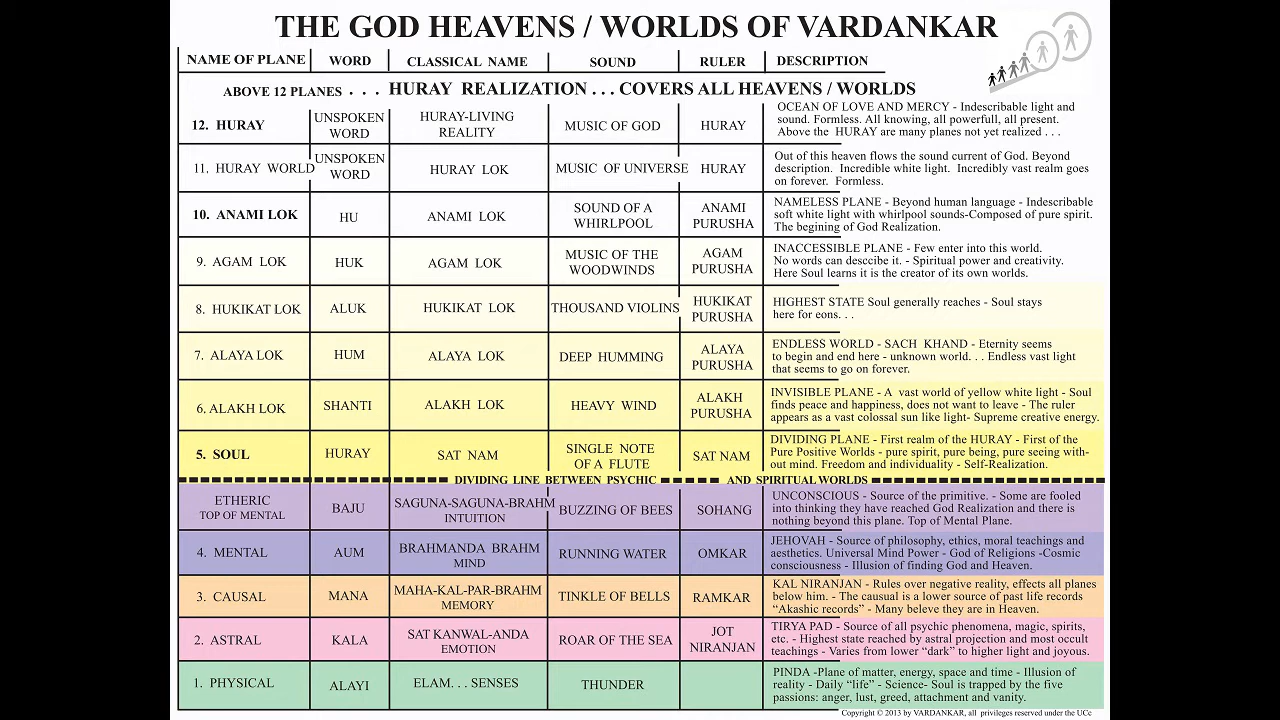 THE GOD HEAVENS / WORLDS OF VARDANKAR
NAME OF PLANE WORD CLASSICAL NAME SOUND RULER DESCRIPTION
ABOVE 12 PLANES . . . HURAY REALIZATION . . . COVERS ALL HEAVENS / WORLDS
12. HURAY
UNSPOKEN
WORD
HURAY-LIVING
REALITY
MUSIC OF GOD
HURAY
OCEAN OF LOVE AND MERCY - Indescribable light and
sound. Formless. All knowing, all powerfull, all present.
Above the HURAY are many planes not yet realized . . .
11. HURAY WORLD
UNSPOKEN
WORD
HURAY LOK
MUSIC OF UNIVERSE
HURAY
Out of this heaven flows the sound current of God. Beyond
description. Incredible white light. Incredibly vast realm goes
on forever. Formless.
10. ANAMI LOK
HU
ANAMI LOK
SOUND OF A
WHIRLPOOL
ANAMI
PURUSHA
NAMELESS PLANE - Beyond human language - Indescribable
soft white light with whirlpool sounds-Composed of pure spirit.
The begining of God Realization.
9. AGAM LOK
HUK
AGAM LOK
MUSIC OF THE
WOODWINDS
AGAM
PURUSHA
INACCESSIBLE PLANE - Few enter into this world.
No words can desccibe it. - Spiritual power and creativity.
Here Soul learns it is the creator of its own worlds.
8. HUKIKAT LOK
ALUK
HUKIKAT LOK
THOUSAND VIOLINS
HUKIKAT
PURUSHA
HIGHEST STATE Soul generally reaches - Soul stays
here for eons. . .
7. ALAYA LOK
HUM
ALAYA LOK
DEEP HUMMING
ALAYA
PURUSHA
ENDLESS WORLD - SACH KHAND - Eternity seems
to begin and end here - unknown world. . . Endless vast light
that seems to go on forever.
6. ALAKH LOK
SHANTI
ALAKH LOK
HEAVY WIND
ALAKH
PURUSHA
INVISIBLE PLANE - A vast world of yellow white light - Soul
finds peace and happiness, does not want to leave - The ruler
appears as a vast colossal sun like light- Supreme creative energy.
5. SOUL
HURAY
SAT NAM
SINGLE NOTE
OF A FLUTE
SAT NAM
DIVIDING PLANE - First realm of the HURAY - First of the
Pure Positive Worlds - pure spirit, pure being, pure seeing with-
out mind. Freedom and individuality - Self-Realization.
DIVIDING LINE BETWEEN PSYCHIC AND SPIRITUAL WORLDS
ETHERIC
TOP OF MENTAL
BAJU
SAGUNA-SAGUNA-BRAHM
INTUITION
BUZZING OF BEES
SOHANG
UNCONSCIOUS - Source of the primitive. - Some are fooled
into thinking they have reached God Realization and there is
nothing beyond this plane. Top of Mental Plane.
4. MENTAL
AUM
BRAHMANDA BRAHM
MIND
RUNNING WATER
OMKAR
JEHOVAH - Source of philosophy, ethics, moral teachings and
aesthetics. Universal Mind Power - God of Religions -Cosmic
consciousness - Illusion of finding God and Heaven.
3. CAUSAL
MANA
MAHA-KAL-PAR-BRAHM
MEMORY
TINKLE OF BELLS
RAMKAR
KAL NIRANJAN - Rules over negative reality, effects all planes
below him. - The causual is a lower source of past life records
“Akashic records” - Many beleve they are in Heaven.
2. ASTRAL
KALA
SAT KANWAL-ANDA
EMOTION
ROAR OF THE SEA
JOT
NIRANJAN
TIRYA PAD - Source of all psychic phenomena, magic, spirits,
etc. - Highest state reached by astral projection and most occult
teachings - Varies from lower “dark” to higher light and joyous.
1. PHYSICAL
ALAYI
ELAM. . . SENSES
THUNDER
PINDA -Plane of matter, energy, space and time - Illusion of
reality - Daily “life” - Science- Soul is trapped by the five
passions: anger, lust, greed, attachment and vanity.
Copyright © 2013 by VARDANKAR, all privileges reserved under the UCc